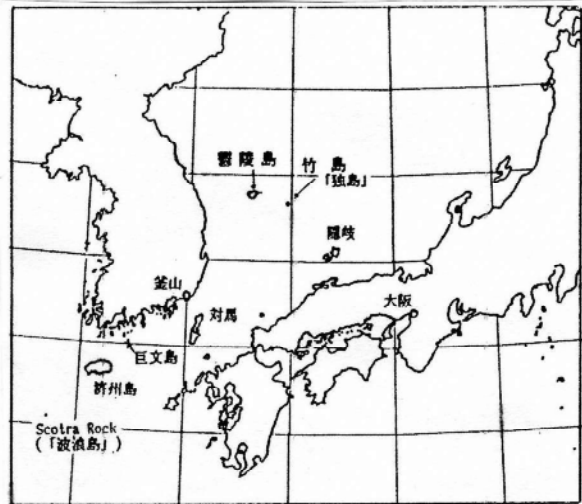 鬱陵島
竹島
「独島」
隠岐
釜山
対馬
大阪
巨文島
済州島
Scotra Rock
(「波浪島」)